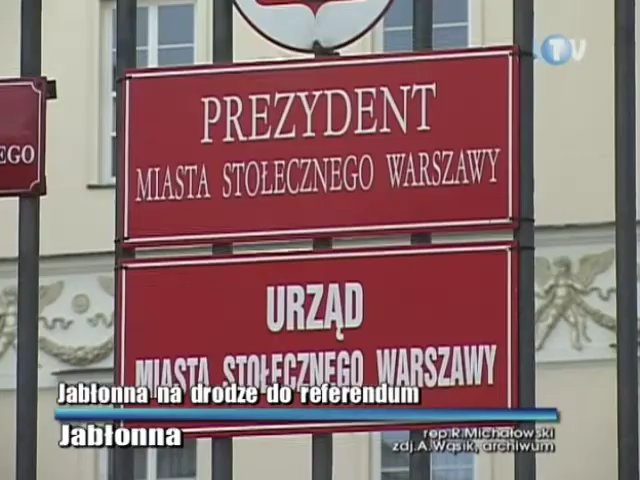 TV
EGO
PREZYDENT
MIASTA STOŁECZNEGO WARSZAWY
URZĄD
MIASTA STOŁECZNEGO WARSZAWY
Jabłonna na drodze do referendum
Jabłonna
rep.R.Michałowski
zdj.A.Wąsik, archiwum